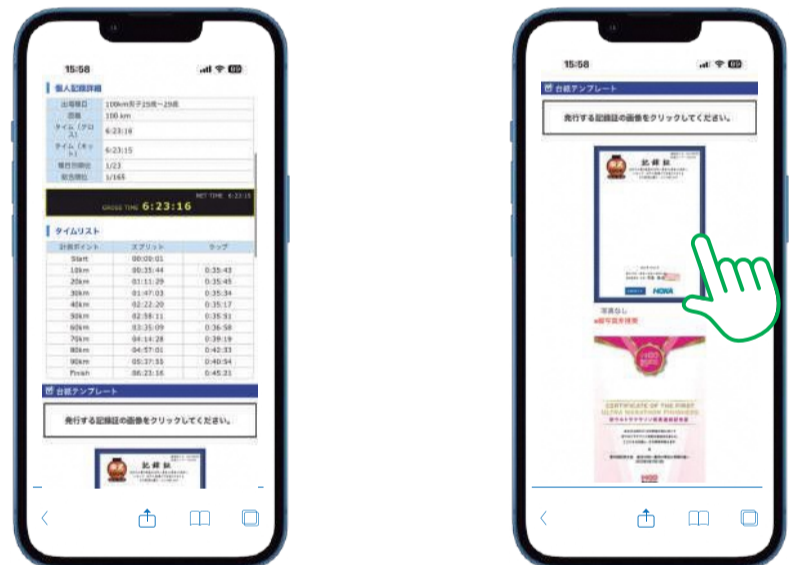 15:58
個人記録詳細
出場種目 100km男子25歳〜29歳
距離 100 km
タイム (グロス) 6:23:16
タイム (ネット) 6:23:15
種目別順位 1/23
総合順位 1/165
NET TIME 6:23:15
GROSS TIME 6:23:16
タイムリスト
計測ポイント スプリット ラップ
Start 00:00:01
10km 00:35:44 0:35:43
20km 01:11:29 0:35:45
30km 01:47:03 0:35:34
40km 02:22:20 0:35:17
50km 02:58:11 0:35:51
60km 03:35:09 0:36:58
70km 04:14:28 0:39:19
80km 04:57:01 0:42:33
90km 05:37:55 0:40:54
Finish 06:23:16 0:45:21
台紙テンプレート
発行する記録証の画像をクリックしてください。
記録証
15:58
台紙テンプレート
発行する記録証の画像をクリックしてください。
記録証
HOKA
写真なし
CERTIFICATE OF THE FIRST
ULTRA MARATHON FINISHERS